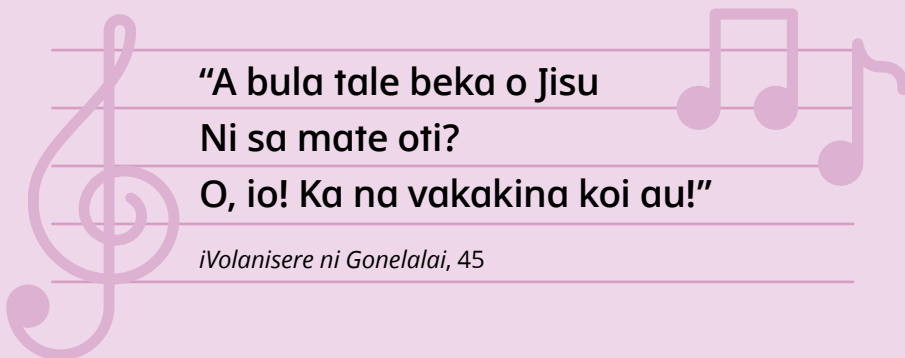 “A bula tale beka o Jisu
Ni sa mate oti?
O, io! Ka na vakakina koi au!”
iVolanisere ni Gonelalai, 45